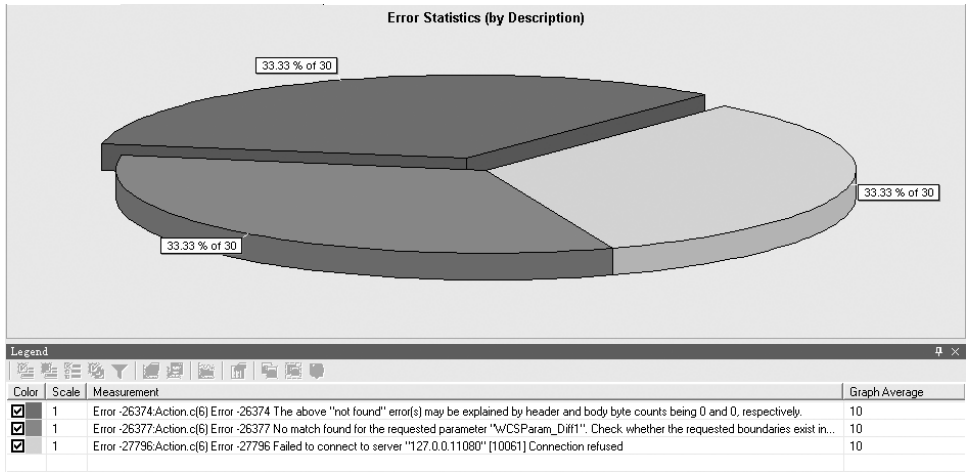 Error Statistics (by Description)
33.33 % of 30
33.33 % of 30
33.33 % of 30
Legend
Color Scale Measurement Graph Average
1 Error -26374:Action.c(6) Error -26374 The above "not found" error(s) may be explained by header and body byte counts being 0 and 0, respectively. 10
1 Error -26377:Action.c(6) Error -26377 No match found for the requested parameter "WCSParam_Diff1". Check whether the requested boundaries exist in... 10
1 Error -27796:Action.c(6) Error -27796 Failed to connect to server "127.0.0.11080" [10061] Connection refused 10